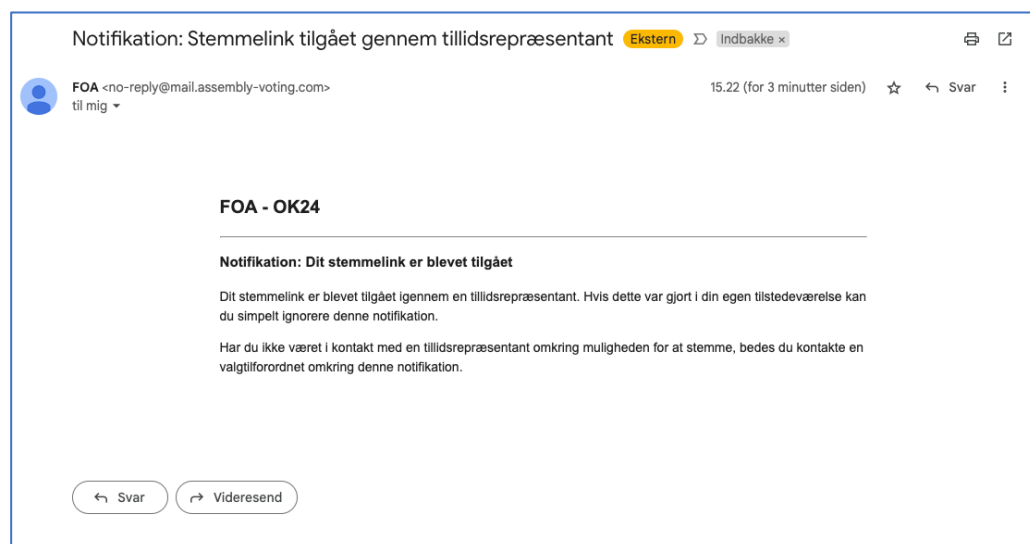 Notifikation: Stemmelink tilgået gennem tillidsrepræsentant Ekstern Indbakke ×
FOA <no-reply@mail.assembly-voting.com> 15.22 (for 3 minutter siden) Svar
til mig
FOA - OK24
Notifikation: Dit stemmelink er blevet tilgået
Dit stemmelink er blevet tilgået igennem en tillidsrepræsentant. Hvis dette var gjort i din egen tilstedeværelse kan
du simpelt ignorere denne notifikation.
Har du ikke været i kontakt med en tillidsrepræsentant omkring muligheden for at stemme, bedes du kontakte en
valgtilforordnet omkring denne notifikation.
Svar Videresend